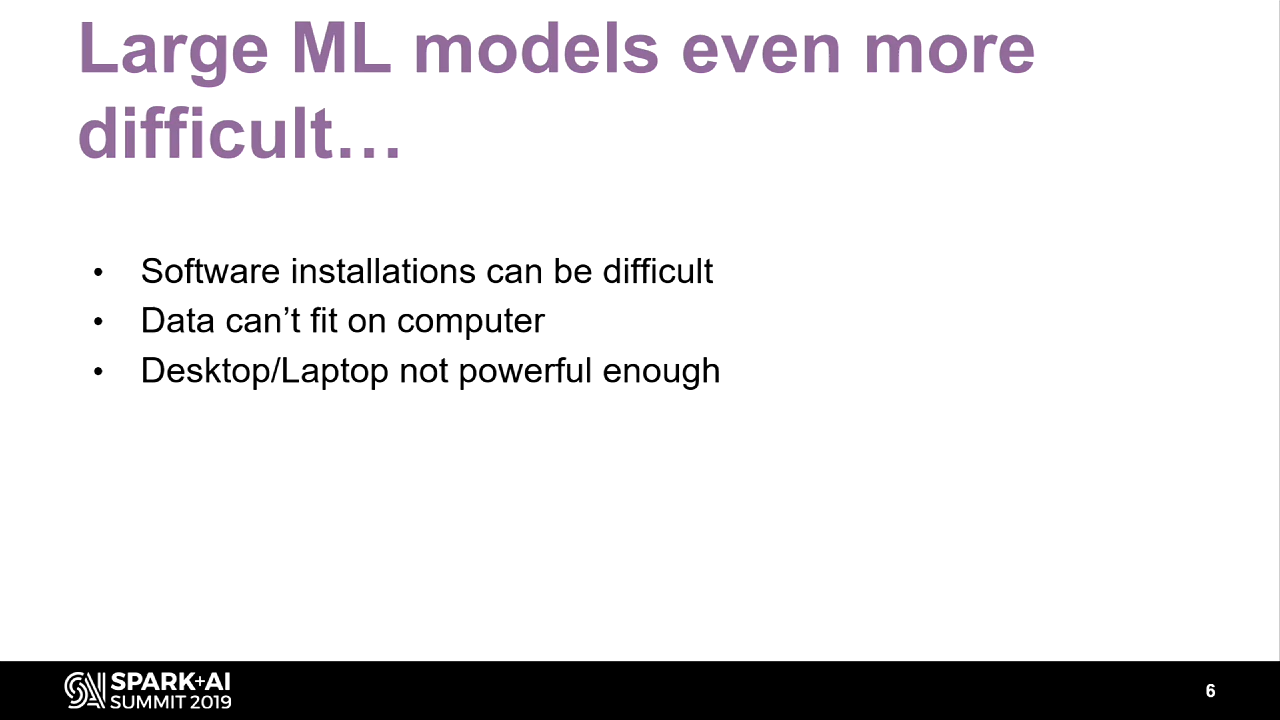 Large ML models even more
difficult…
• Software installations can be difficult
• Data can’t fit on computer
• Desktop/Laptop not powerful enough
SPARK+AI
SUMMIT 2019
6